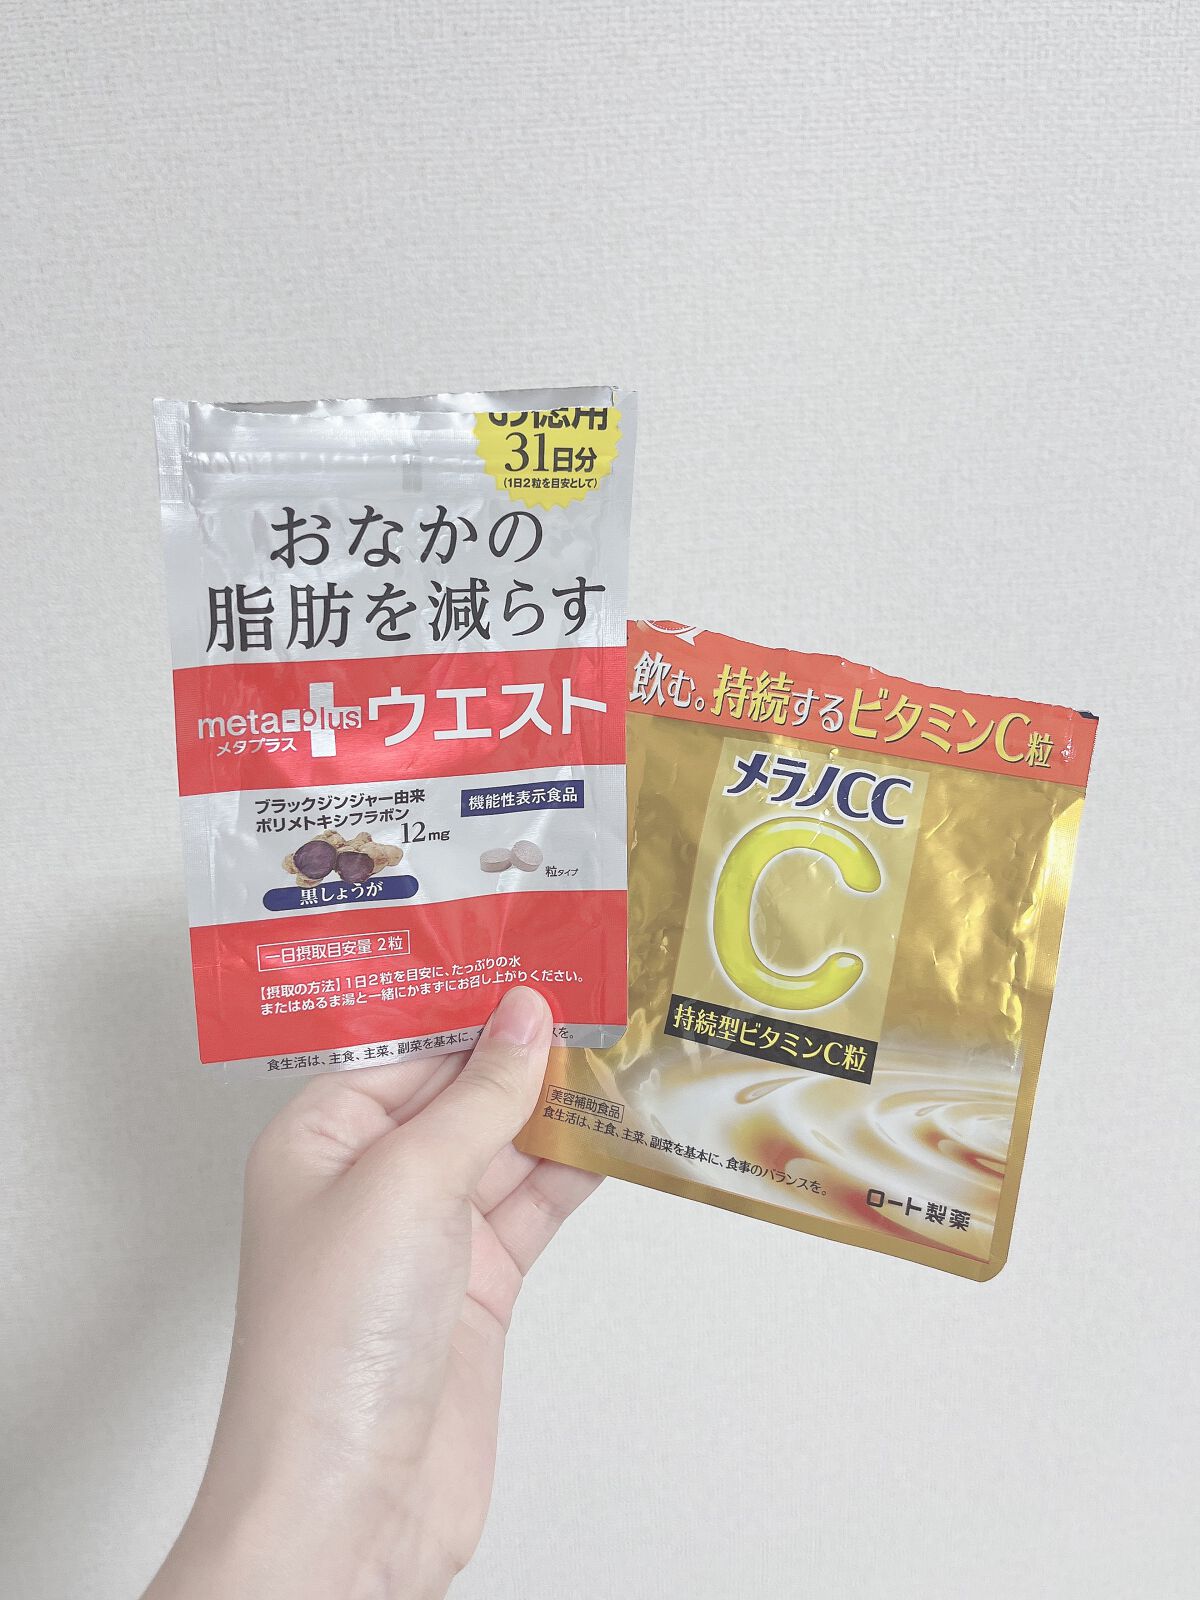 お徳用
31日分
(1日2粒を目安として)
おなかの
脂肪を減らす
meta-plus ウエスト
メタプラス
ブラックジンジャー由来
ポリメトキシフラボン
12mg
機能性表示食品
黒しょうが
粒タイプ
一日摂取目安量 2粒
【摂取の方法】1日2粒を目安に、たっぷりの水
またはぬるま湯と一緒にかまずにお召し上がりください。
食生活は、主食、主菜、副菜を基本に、
スを。
飲む。持続するビタミンC粒
メラノCC
C
持続型ビタミンC粒
美容補助食品
食生活は、主食、主菜、副菜を基本に、食事のバランスを。
ロート製薬